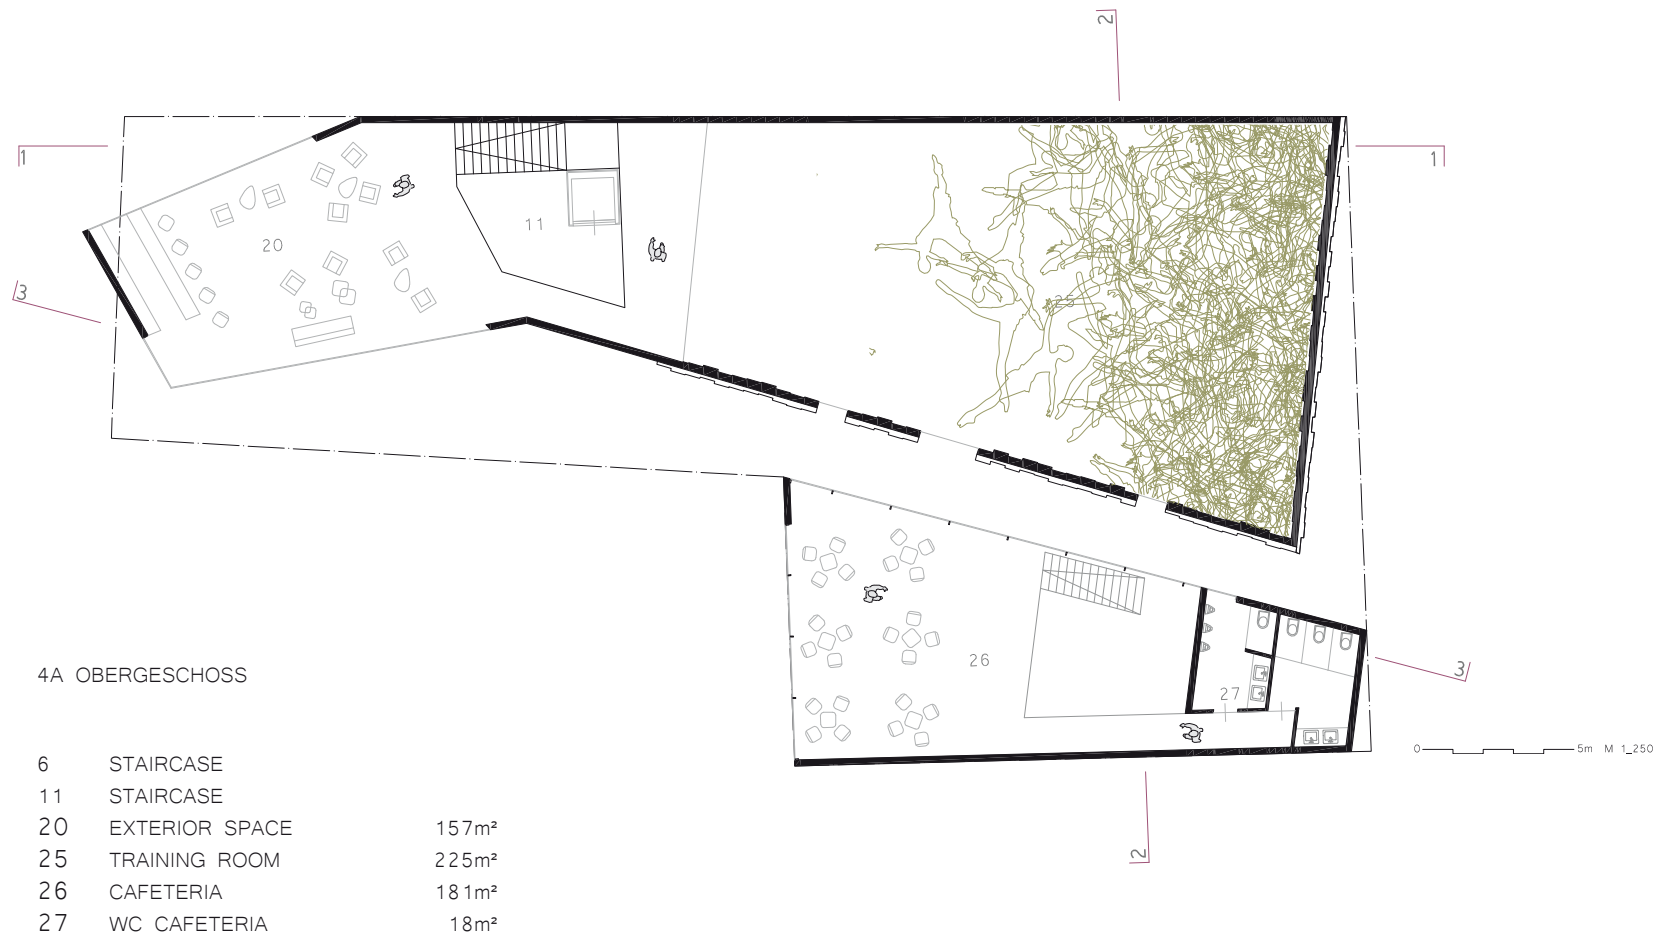 2
1
1
20
11
25
3
26
27
3
4A OBERGESCHOSS
0 5m M 1_250
6 STAIRCASE
11 STAIRCASE
20 EXTERIOR SPACE 157m²
25 TRAINING ROOM 225m²
26 CAFETERIA 181m²
27 WC CAFETERIA 18m²
2